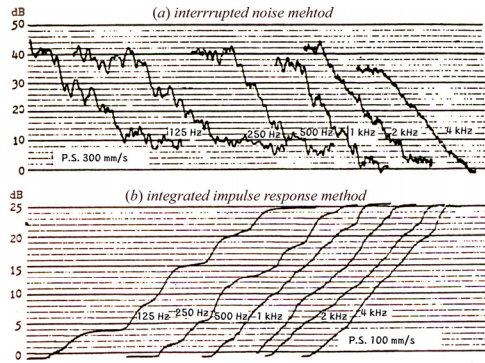 (a) interrrupted noise mehtod
dB
50
40
30
20
10
0
125 Hz 250 Hz 500 Hz 1 kHz 2 kHz 4 kHz
P.S. 300 mm/s
(b) integrated impulse response method
dB
25
20
15
10
5
0
125 Hz 250 Hz 500 Hz 1 kHz 2 kHz 4 kHz
P.S. 100 mm/s